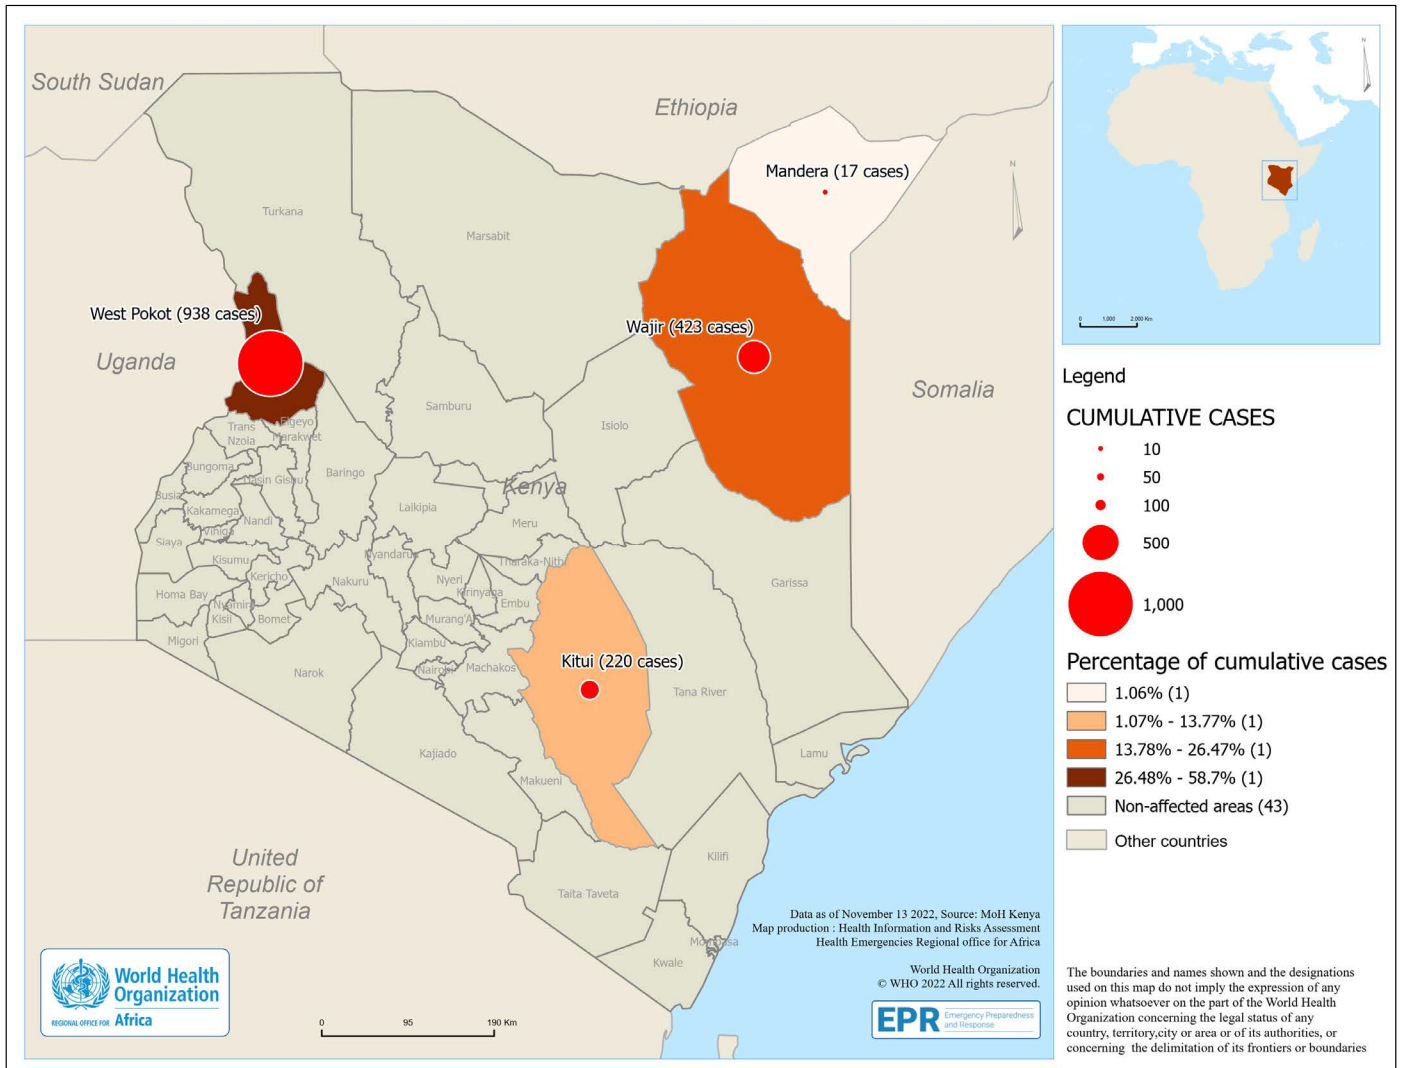 South Sudan
Ethiopia
Mandera (17 cases)
Turkana
Marsabit
West Pokot (938 cases)
Wajir (423 cases)
Uganda
Somalia
Samburu
Isiolo
Trans
Nzoia
Elgeyo
Marakwet
Bungoma
Uasin Gishu
Baringo
Kenya
Busia
Kakamega
Laikipia
Nandi
Meru
Vihiga
Siaya
Kisumu
Nyandarua
Tharaka-Nithi
Kericho
Nakuru
Nyeri
Kirinyaga
Garissa
Homa Bay
Nyamira
Embu
Kisii
Bomet
Murang'A
Migori
Kiambu
Kitui (220 cases)
Narok
Nairobi
Machakos
Tana River
Kajiado
Lamu
Makueni
United
Republic of
Tanzania
Kilifi
Taita Taveta
Mombasa
Kwale
Data as of November 13 2022, Source: MoH Kenya
Map production : Health Information and Risks Assessment
Health Emergencies Regional office for Africa
World Health Organization
© WHO 2022 All rights reserved.
World Health
Organization
REGIONAL OFFICE FOR Africa
0 95 190 Km
EPR Emergency Preparedness
and Response
N
N
0 1,000 2,000 Km
Legend
CUMULATIVE CASES
10
50
100
500
1,000
Percentage of cumulative cases
1.06% (1)
1.07% - 13.77% (1)
13.78% - 26.47% (1)
26.48% - 58.7% (1)
Non-affected areas (43)
Other countries
The boundaries and names shown and the designations
used on this map do not imply the expression of any
opinion whatsoever on the part of the World Health
Organization concerning the legal status of any
country, territory,city or area or of its authorities, or
concerning the delimitation of its frontiers or boundaries